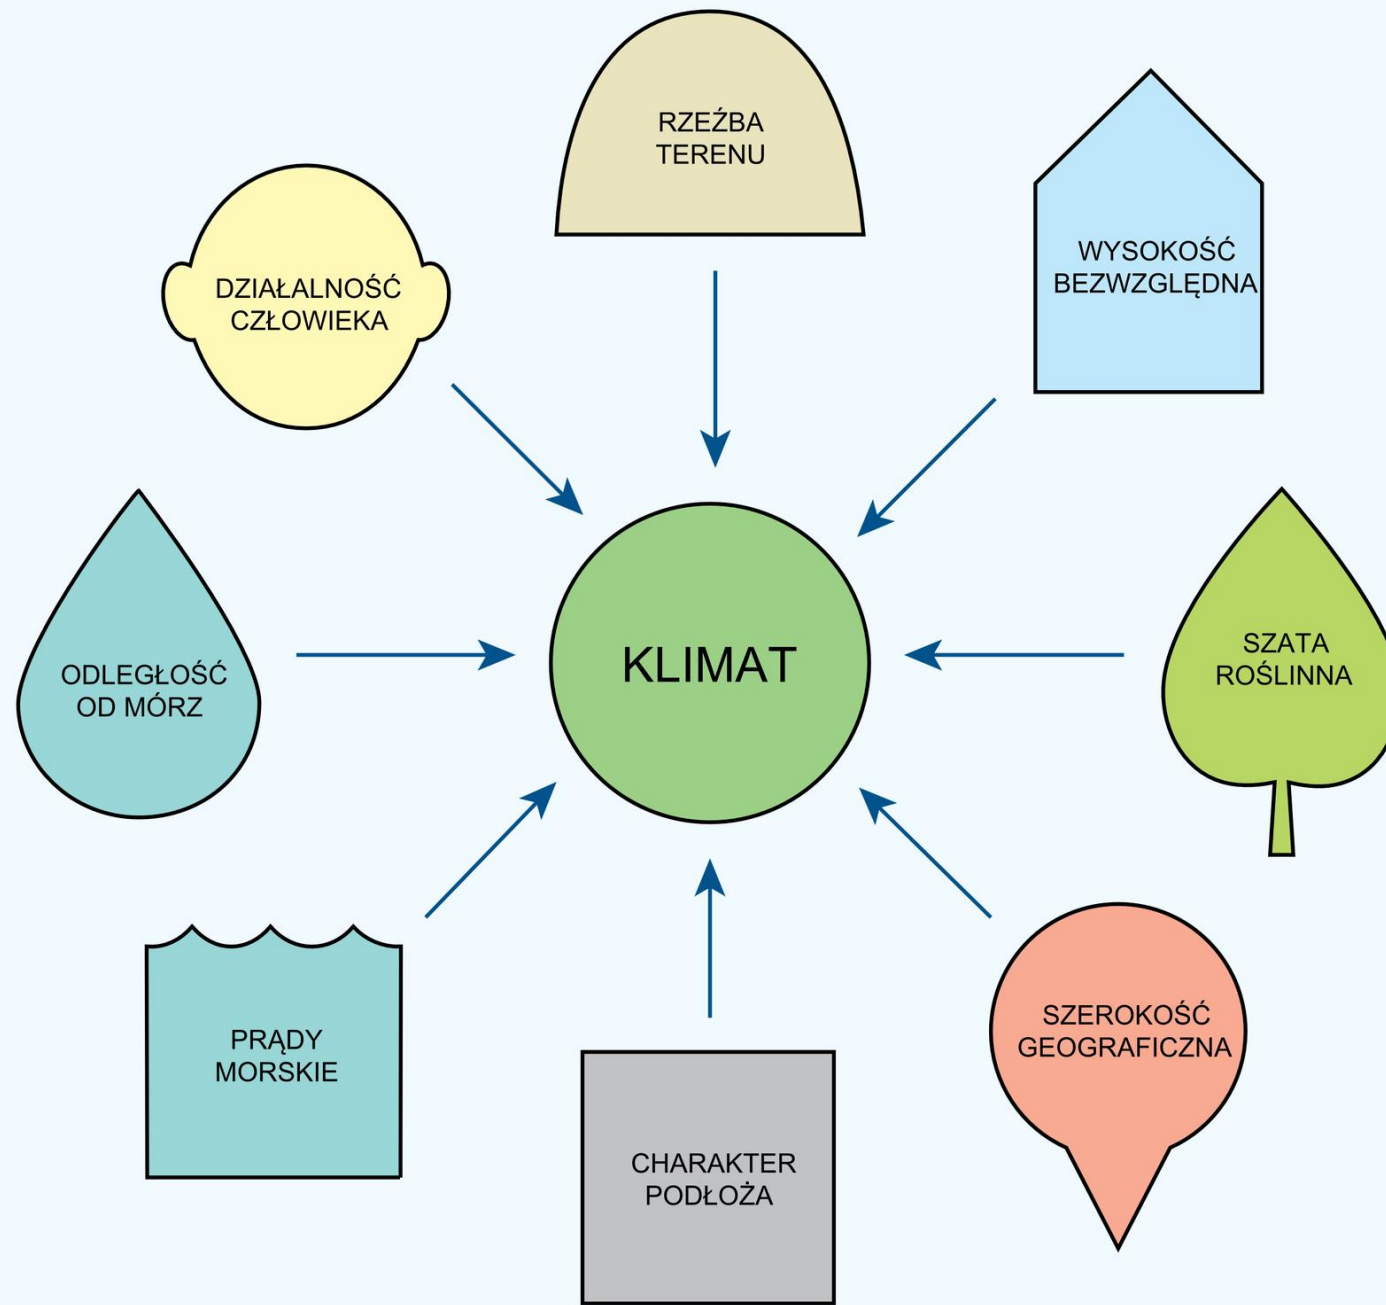 RZEŹBA
TERENU
WYSOKOŚĆ
BEZWZGLĘDNA
DZIAŁALNOŚĆ
CZŁOWIEKA
KLIMAT
SZATA
ROŚLINNA
ODLEGŁOŚĆ
OD MÓRZ
SZEROKOŚĆ
GEOGRAFICZNA
PRĄDY
MORSKIE
CHARAKTER
PODŁOŻA